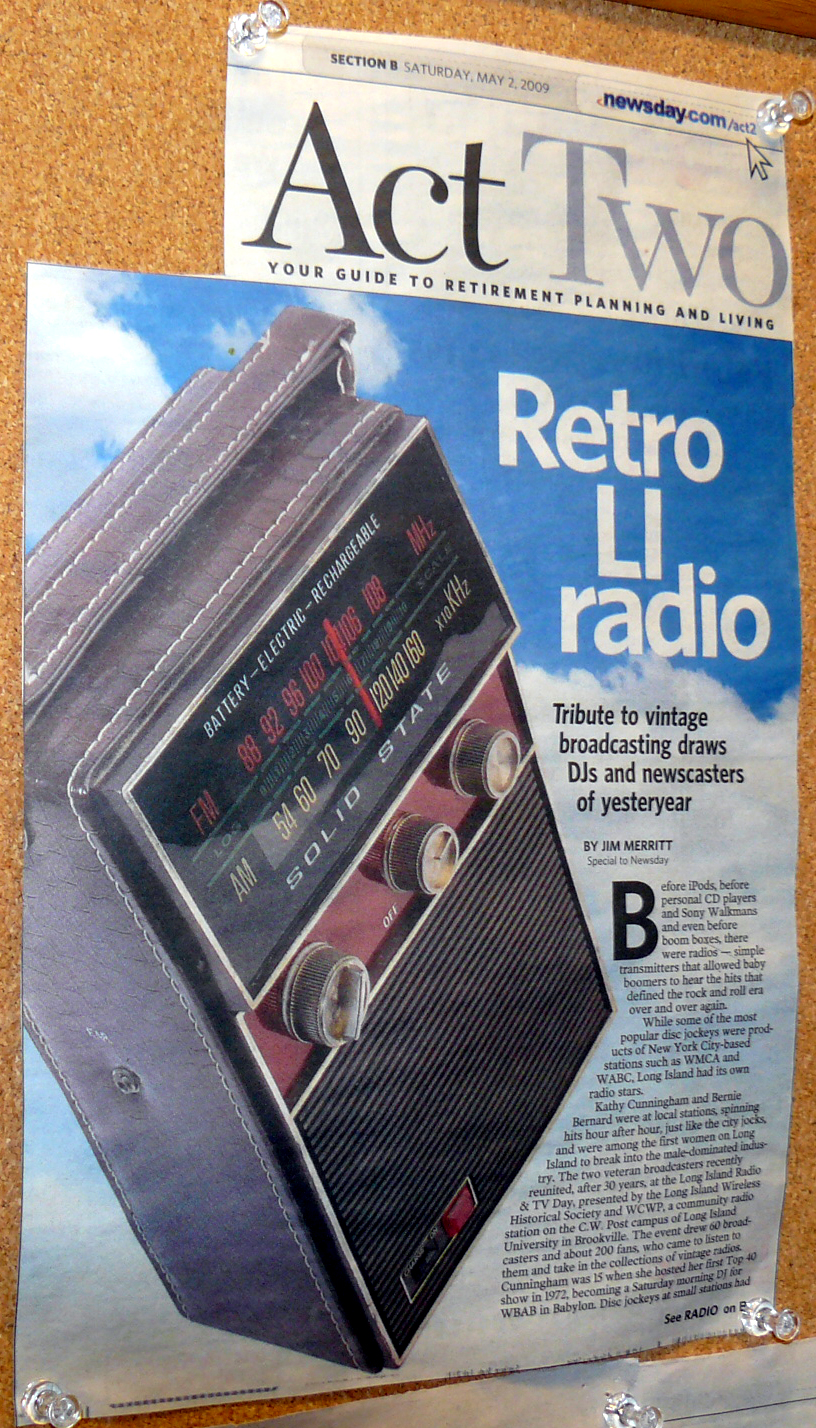 SECTION B SATURDAY, MAY 2, 2009
newsday.com/act2
Act Two
YOUR GUIDE TO RETIREMENT PLANNING AND LIVING
Retro
LI
radio
BATTERY-ELECTRIC-RECHARGEABLE
FM 88 92 96 100 106 108 MHz
LOG SCALE
AM 54 60 70 90 120 140 160 x10KHz
SOLID STATE
OFF
EAR
CHARGE
Tribute to vintage
broadcasting draws
DJs and newscasters
of yesteryear
BY JIM MERRITT
Special to Newsday
Before iPods, before
personal CD players
and Sony Walkmans
and even before
boom boxes, there
were radios — simple
transmitters that allowed baby
boomers to hear the hits that
defined the rock and roll era
over and over again.
While some of the most
popular disc jockeys were prod-
ucts of New York City-based
stations such as WMCA and
WABC, Long Island had its own
radio stars.
Kathy Cunningham and Bernie
Bernard were at local stations, spinning
hits hour after hour, just like the city jocks,
and were among the first women on Long
Island to break into the male-dominated indus-
try. The two veteran broadcasters recently
reunited, after 30 years, at the Long Island Radio
& TV Day, presented by the Long Island Wireless
Historical Society and WCWP, a community radio
station on the C.W. Post campus of Long Island
University in Brookville. The event drew 60 broad-
casters and about 200 fans, who came to listen to
them and take in the collections of vintage radios.
Cunningham was 15 when she hosted her first Top 40
show in 1972, becoming a Saturday morning DJ for
WBAB in Babylon. Disc jockeys at small stations had
See RADIO on